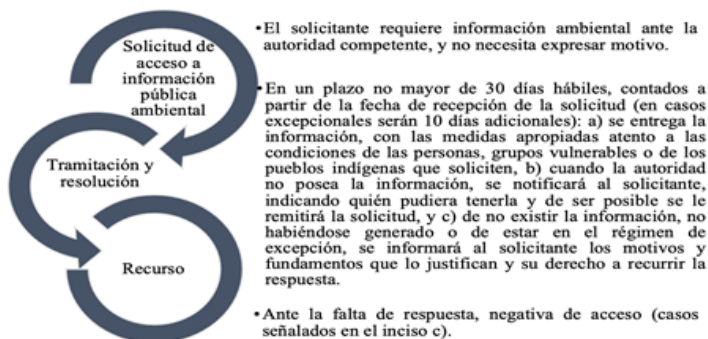 Solicitud de
acceso a
información
pública
ambiental
•El solicitante requiere información ambiental ante la
autoridad competente, y no necesita expresar motivo.
Tramitación y
resolución
•En un plazo no mayor de 30 días hábiles, contados a
partir de la fecha de recepción de la solicitud (en casos
excepcionales serán 10 días adicionales): a) se entrega la
información, con las medidas apropiadas atento a las
condiciones de las personas, grupos vulnerables o de los
pueblos indígenas que soliciten, b) cuando la autoridad
no posea la información, se notificará al solicitante,
indicando quién pudiera tenerla y de ser posible se le
remitirá la solicitud, y c) de no existir la información, no
habiéndose generado o de estar en el régimen de
excepción, se informará al solicitante los motivos y
fundamentos que lo justifican y su derecho a recurrir la
respuesta.
Recurso
•Ante la falta de respuesta, negativa de acceso (casos
señalados en el inciso c).